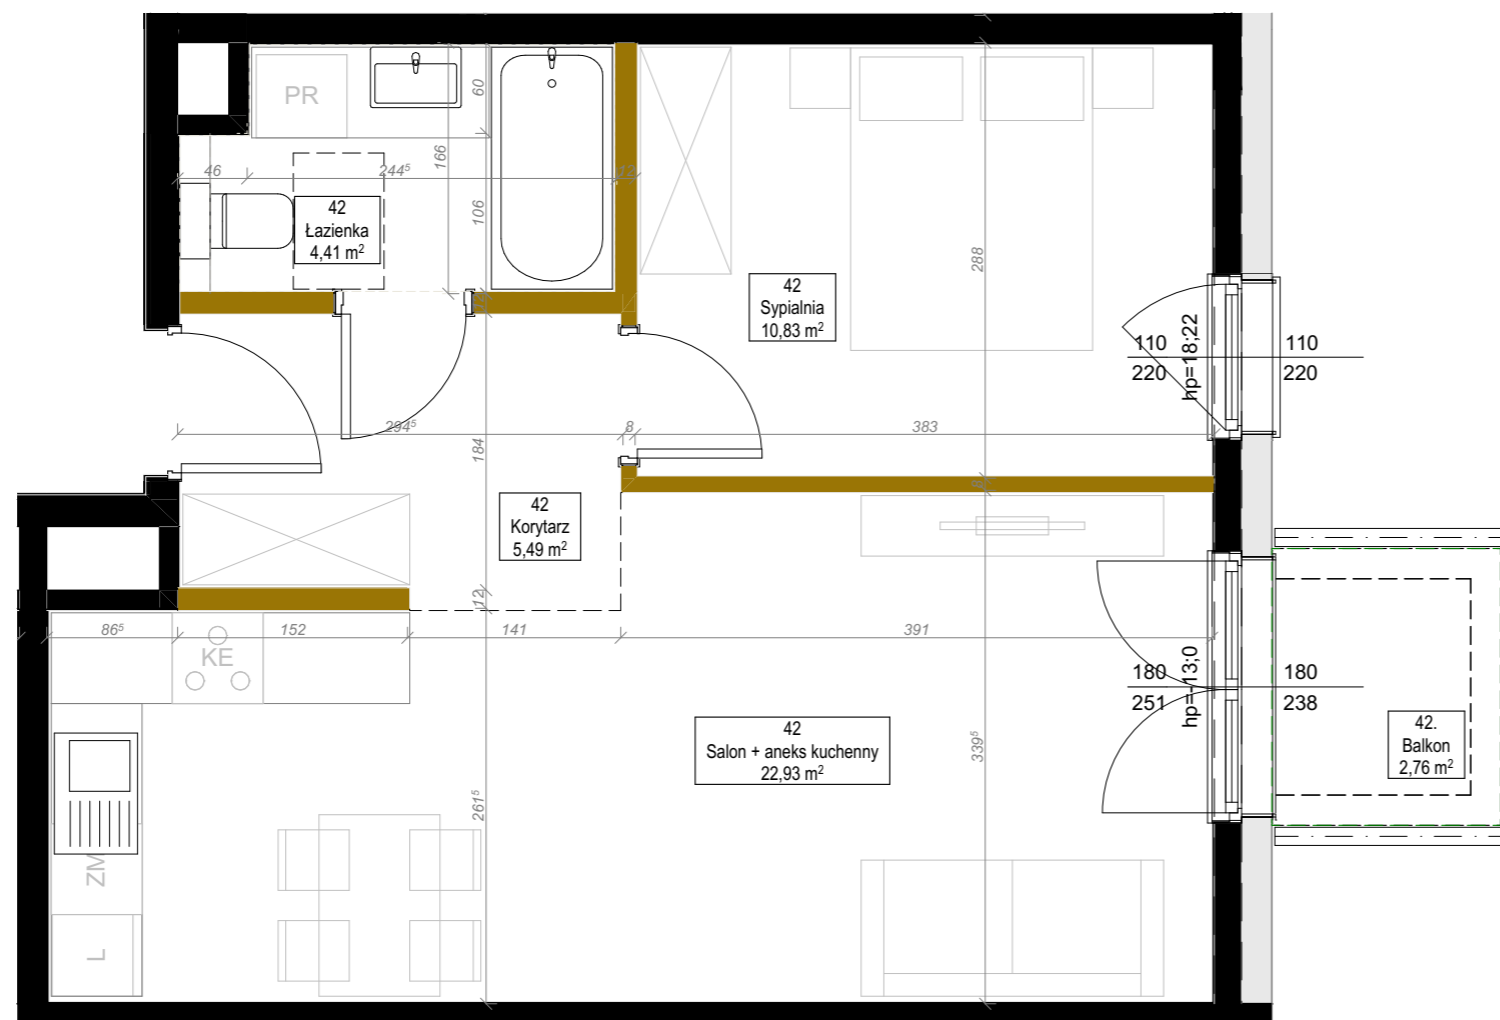 PR
60
166
46
244⁵
12
106
42
Łazienka
4,41 m²
12
288
42
Sypialnia
10,83 m²
110
220
hp=18;22
110
220
294⁵
8
383
184
8
42
Korytarz
5,49 m²
12
86⁵
152
141
391
KE
180
251
hp=-13;0
180
238
42
Salon + aneks kuchenny
22,93 m²
339⁵
42.
Balkon
2,76 m²
261⁵
ZM
L